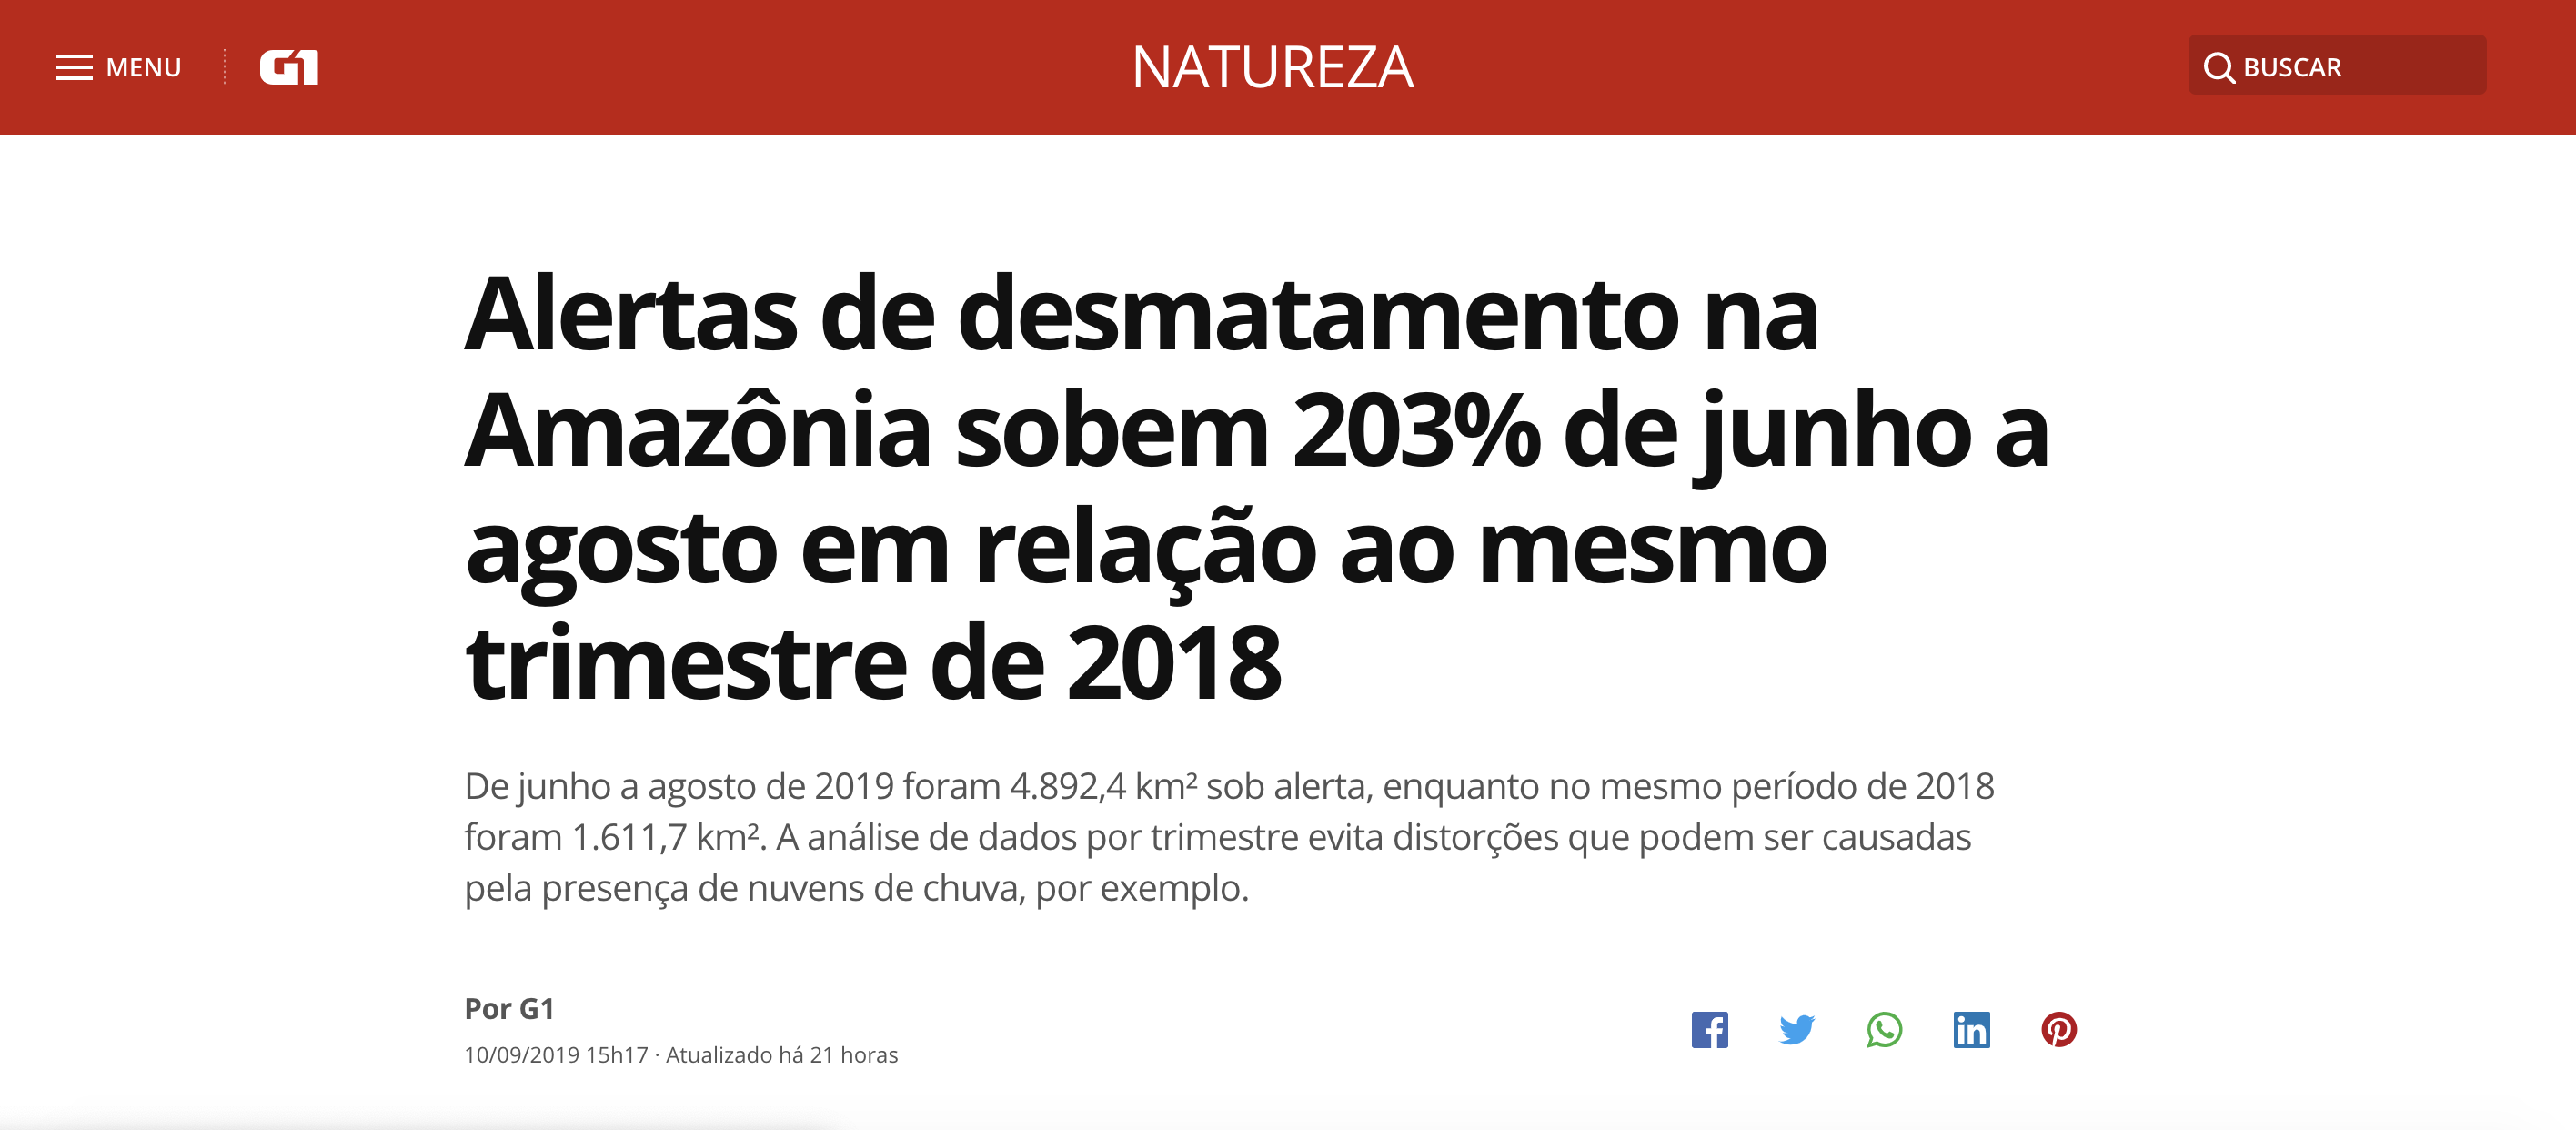 MENU
G1
NATUREZA
BUSCAR
Alertas de desmatamento na
Amazônia sobem 203% de junho a
agosto em relação ao mesmo
trimestre de 2018
De junho a agosto de 2019 foram 4.892,4 km² sob alerta, enquanto no mesmo período de 2018
foram 1.611,7 km². A análise de dados por trimestre evita distorções que podem ser causadas
pela presença de nuvens de chuva, por exemplo.
Por G1
10/09/2019 15h17 · Atualizado há 21 horas